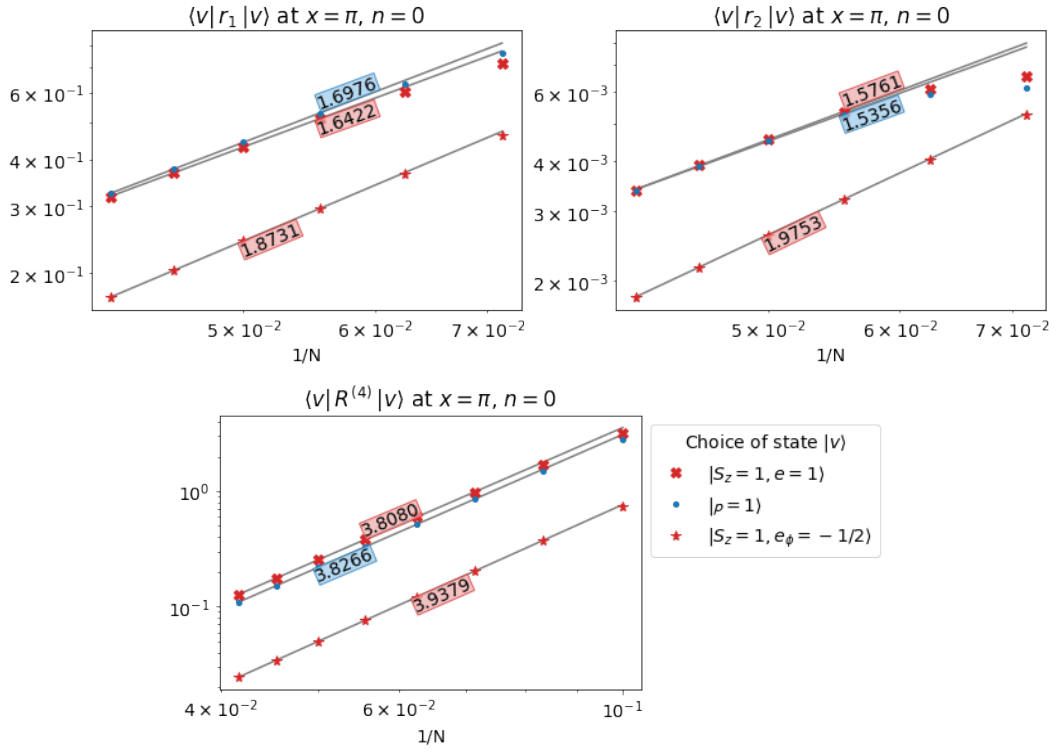 ⟨v| r₁ |v⟩ at x = π, n = 0
6 × 10⁻¹
4 × 10⁻¹
3 × 10⁻¹
2 × 10⁻¹
1.6976
1.6422
1.8731
5 × 10⁻²
6 × 10⁻²
7 × 10⁻²
1/N
⟨v| r₂ |v⟩ at x = π, n = 0
6 × 10⁻³
4 × 10⁻³
3 × 10⁻³
2 × 10⁻³
1.5761
1.5356
1.9753
5 × 10⁻²
6 × 10⁻²
7 × 10⁻²
1/N
⟨v| R⁽⁴⁾ |v⟩ at x = π, n = 0
10⁰
10⁻¹
3.8080
3.8266
3.9379
4 × 10⁻²
6 × 10⁻²
10⁻¹
1/N
Choice of state |v⟩
|S_z = 1, e = 1⟩
|ₚ = 1⟩
|S_z = 1, e_ϕ = −1/2⟩